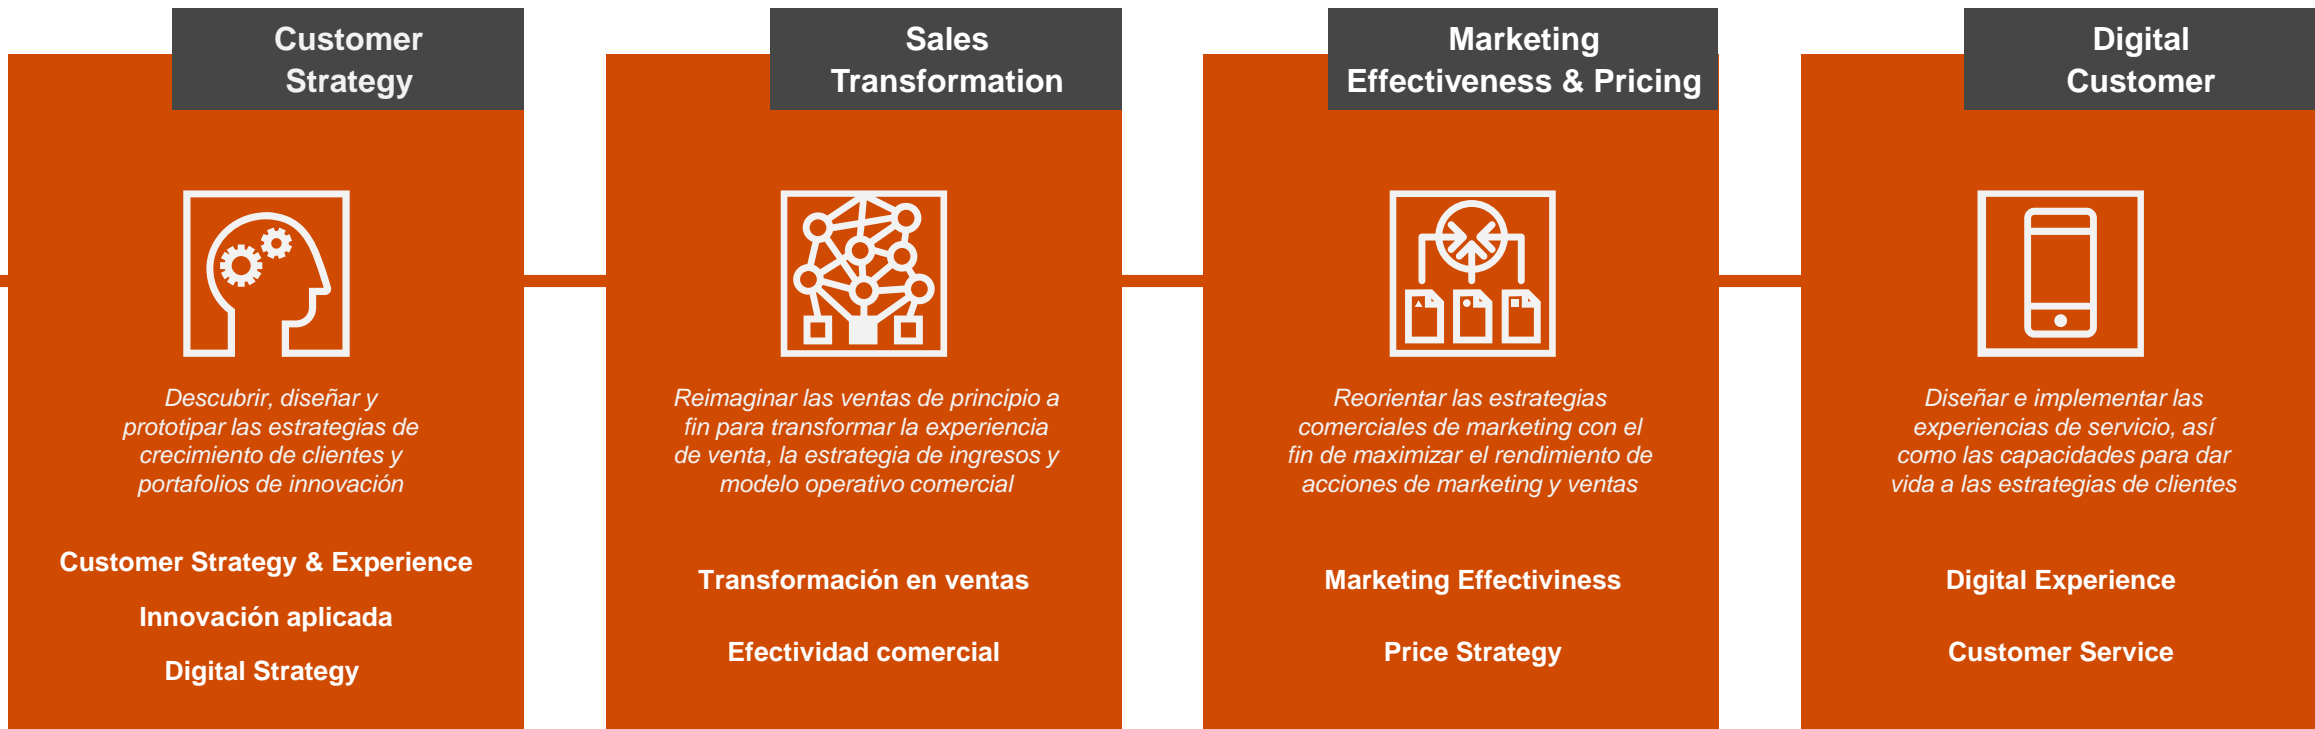 Customer
Strategy
Descubrir, diseñar y
prototipar las estrategias de
crecimiento de clientes y
portafolios de innovación
Customer Strategy & Experience
Innovación aplicada
Digital Strategy
Sales
Transformation
Reimaginar las ventas de principio a
fin para transformar la experiencia
de venta, la estrategia de ingresos y
modelo operativo comercial
Transformación en ventas
Efectividad comercial
Marketing
Effectiveness & Pricing
Reorientar las estrategias
comerciales de marketing con el
fin de maximizar el rendimiento de
acciones de marketing y ventas
Marketing Effectiviness
Price Strategy
Digital
Customer
Diseñar e implementar las
experiencias de servicio, así
como las capacidades para dar
vida a las estrategias de clientes
Digital Experience
Customer Service